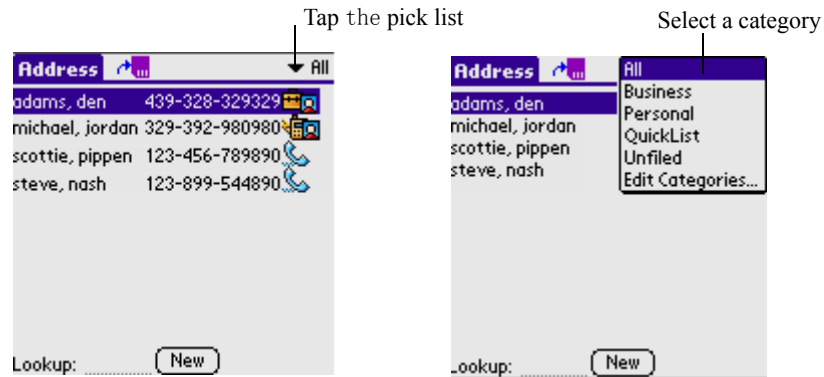 Tap the pick list
Select a category
Address
All
adams, den 439-328-329329
michael, jordan 329-392-980980
scottie, pippen 123-456-789890
steve, nash 123-899-544890
Lookup: New
Address
adams, den
michael, jordan
scottie, pippen
steve, nash
All
Business
Personal
QuickList
Unfiled
Edit Categories...
Lookup: New